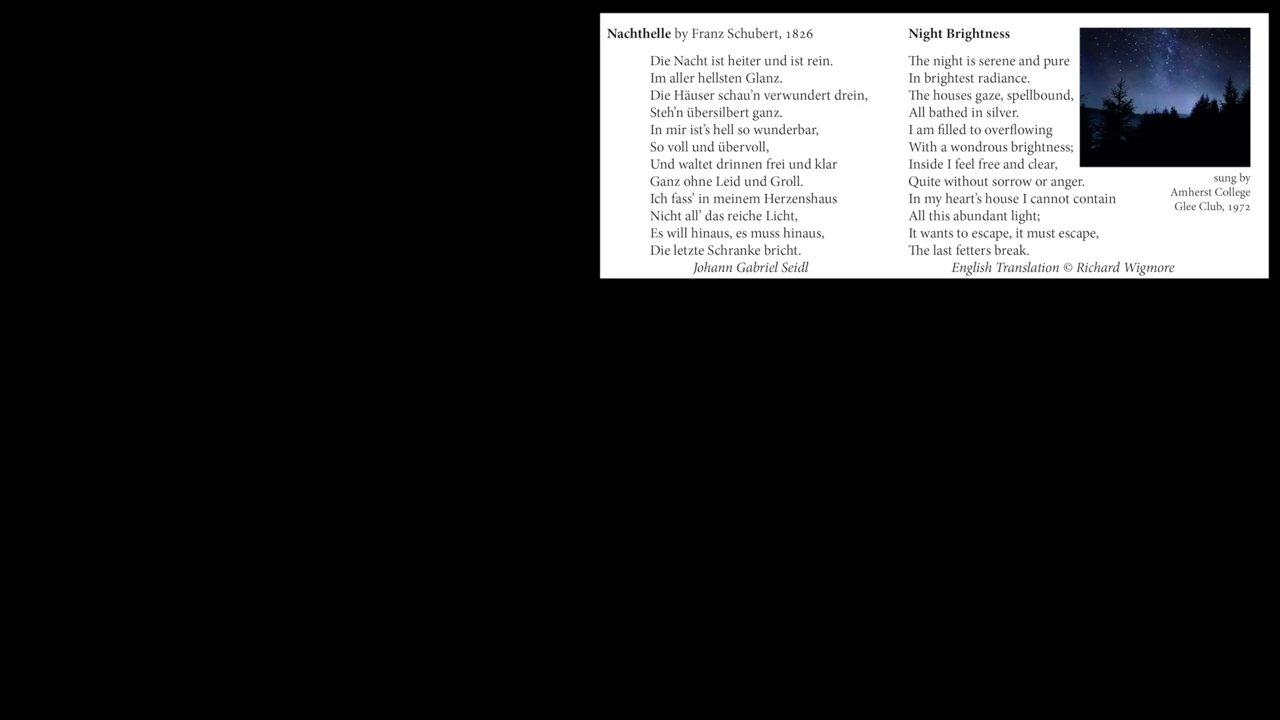 Nachthelle by Franz Schubert, 1826
Die Nacht ist heiter und ist rein.
Im aller hellsten Glanz.
Die Häuser schau'n verwundert drein,
Steh'n übersilbert ganz.
In mir ist's hell so wunderbar,
So voll und übervoll,
Und waltet drinnen frei und klar
Ganz ohne Leid und Groll.
Ich fass' in meinem Herzenshaus
Nicht all' das reiche Licht,
Es will hinaus, es muss hinaus,
Die letzte Schranke bricht.
Johann Gabriel Seidl
Night Brightness
The night is serene and pure
In brightest radiance.
The houses gaze, spellbound,
All bathed in silver.
I am filled to overflowing
With a wondrous brightness;
Inside I feel free and clear,
Quite without sorrow or anger.
In my heart's house I cannot contain
All this abundant light;
It wants to escape, it must escape,
The last fetters break.
English Translation © Richard Wigmore
sung by
Amherst College
Glee Club, 1972